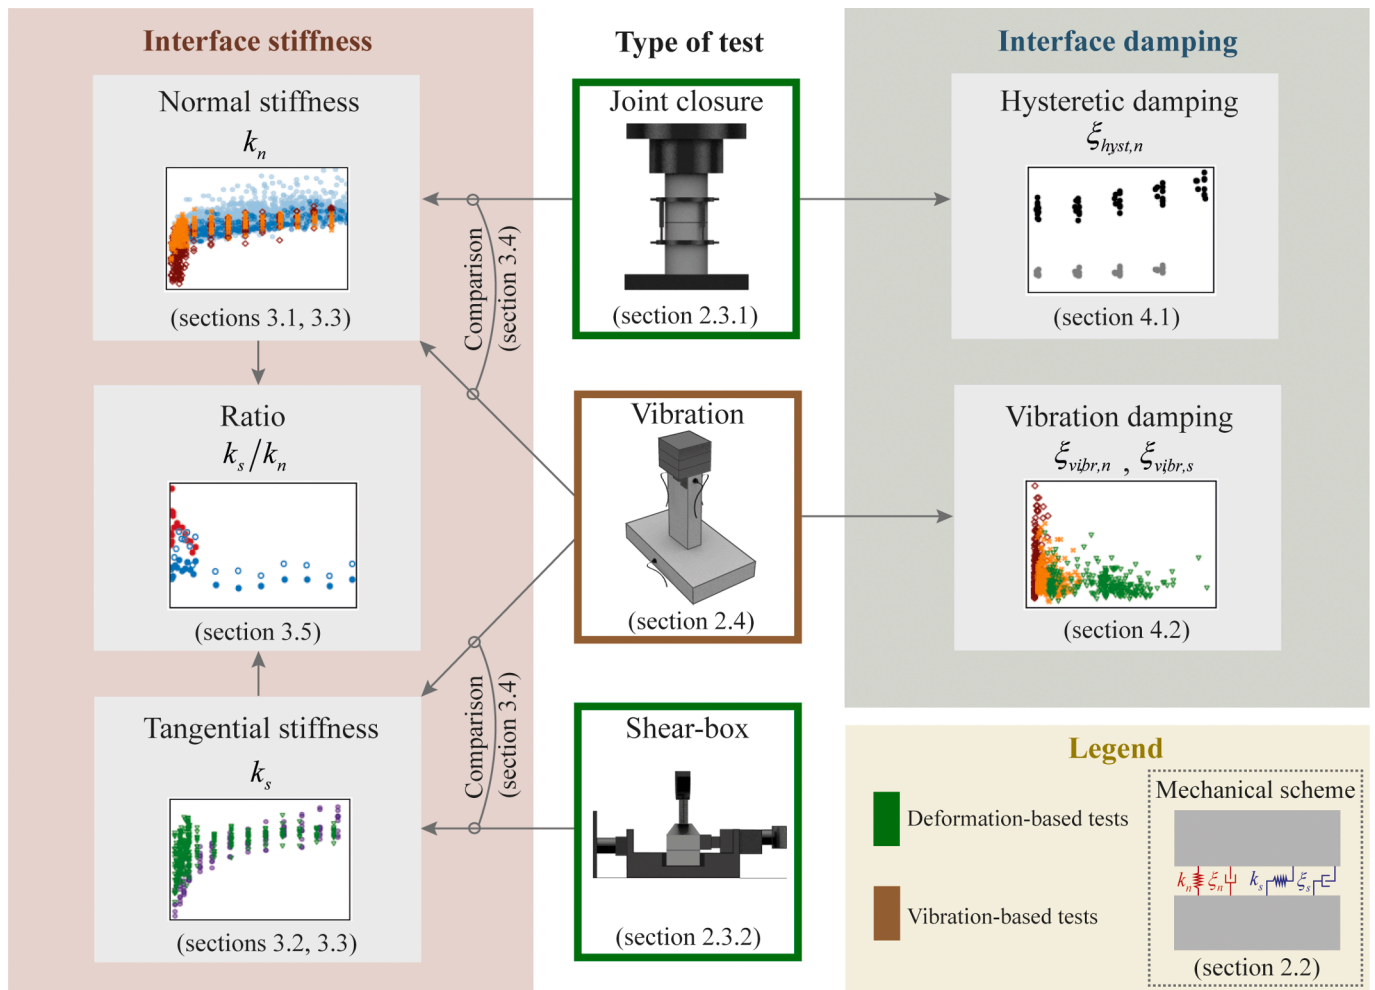 Interface stiffness
Type of test
Interface damping
Normal stiffness
k_n
(sections 3.1, 3.3)
Ratio
k_s/k_n
(section 3.5)
Tangential stiffness
k_s
(sections 3.2, 3.3)
Comparison
(section 3.4)
Comparison
(section 3.4)
Joint closure
(section 2.3.1)
Vibration
(section 2.4)
Shear-box
(section 2.3.2)
Hysteretic damping
ξ_hyst,n
(section 4.1)
Vibration damping
ξ_vibr,n , ξ_vibr,s
(section 4.2)
Legend
Deformation-based tests
Vibration-based tests
Mechanical scheme
k_n ξ_n k_s ξ_s
(section 2.2)